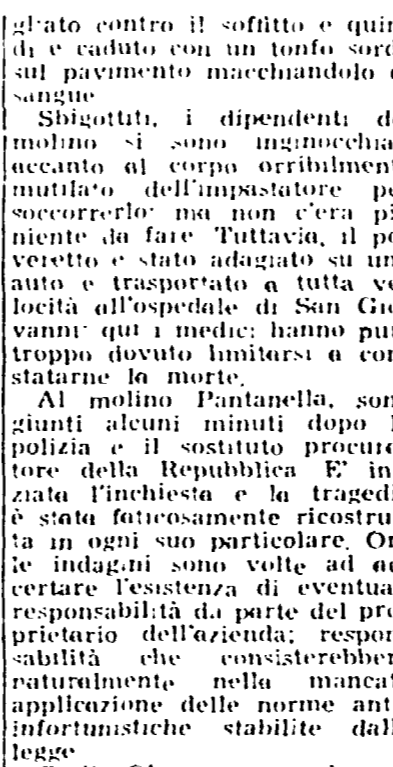 gliato contro il soffitto e quin
di e caduto con un tonfo sord
sul pavimento macchiandolo d
sangue
Sbigottiti, i dipendenti de
molino si sono inginocchia
accanto al corpo orribilment
mutilato dell'impastatore pe
soccorrerlo: ma non c'era pi
niente da fare Tuttavia, il po
veretto e stato adagiato su un
auto e trasportato a tutta ve
locità all'ospedale di San Gio
vanni: qui i medici hanno pur
troppo dovuto limitarsi a con
statarne la morte.
Al molino Pantanella, son
giunti alcuni minuti dopo l
polizia e il sostituto procura
tore della Repubblica E' in
ziata l'inchiesta e la tragedi
è stata faticosamente ricostrui
ta in ogni suo particolare. Or
le indagini sono volte ad ac
certare l'esistenza di eventua
responsabilità da parte del pro
prietario dell'azienda; respon
sabilità che consisterebber
naturalmente nella mancat
applicazione delle norme anti
infortunistiche stabilite dall
legge